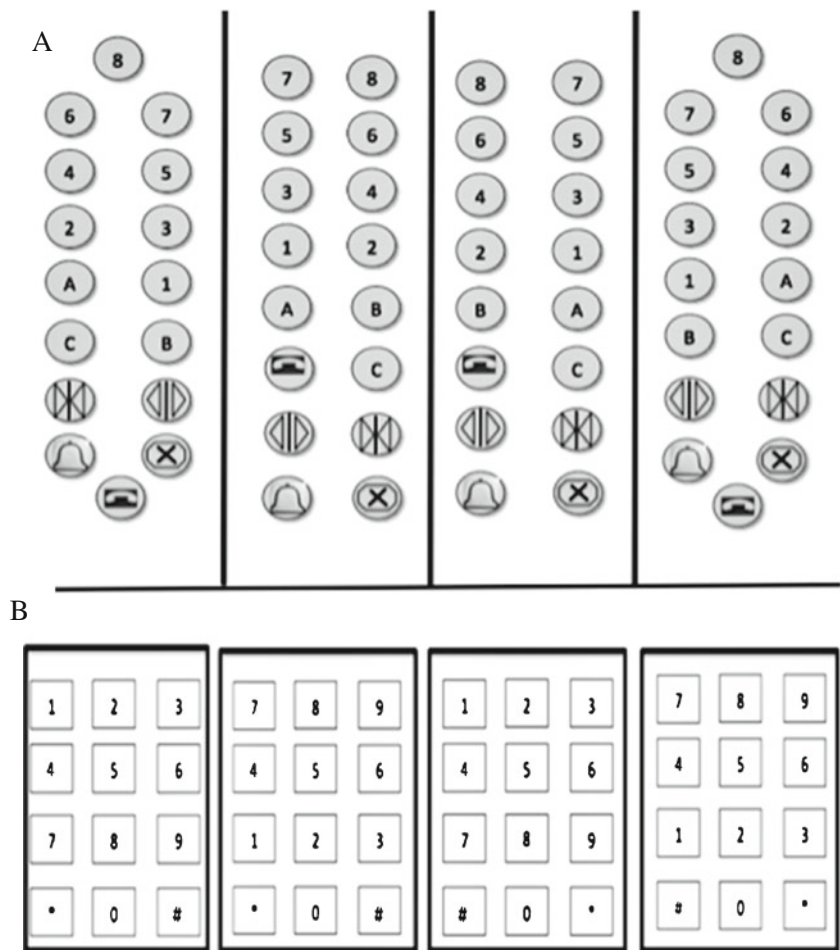 A
8
6 7
4 5
2 3
A 1
C B
X
7 8
5 6
3 4
1 2
A B
C
X
8 7
6 5
4 3
2 1
B A
C
X
8
7 6
5 4
3 2
1 A
B C
X
B
1 2 3
4 5 6
7 8 9
• 0 #
7 8 9
4 5 6
1 2 3
• 0 #
1 2 3
4 5 6
7 8 9
# 0 •
7 8 9
4 5 6
1 2 3
# 0 •